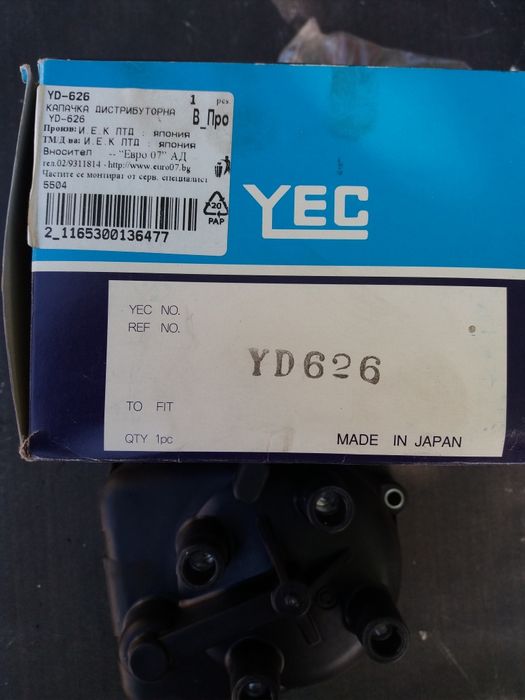 YD-626 1 pcs.
КАПАЧКА ДИСТРИБУТОРНА В_Про
YD-626
Произв: И.Е.К ЛТД : ЯПОНИЯ
ТМ/Д-ва: И.Е.К ЛТД : ЯПОНИЯ
Вносител -- "Евро 07" АД
тел.02/9311814 - http://www.euro07.bg
Частите се монтират от серв. специалист
5504
20
PAP
2_1165300136477
YEC
YEC NO.
REF NO.
YD626
TO FIT
QTY 1pc MADE IN JAPAN